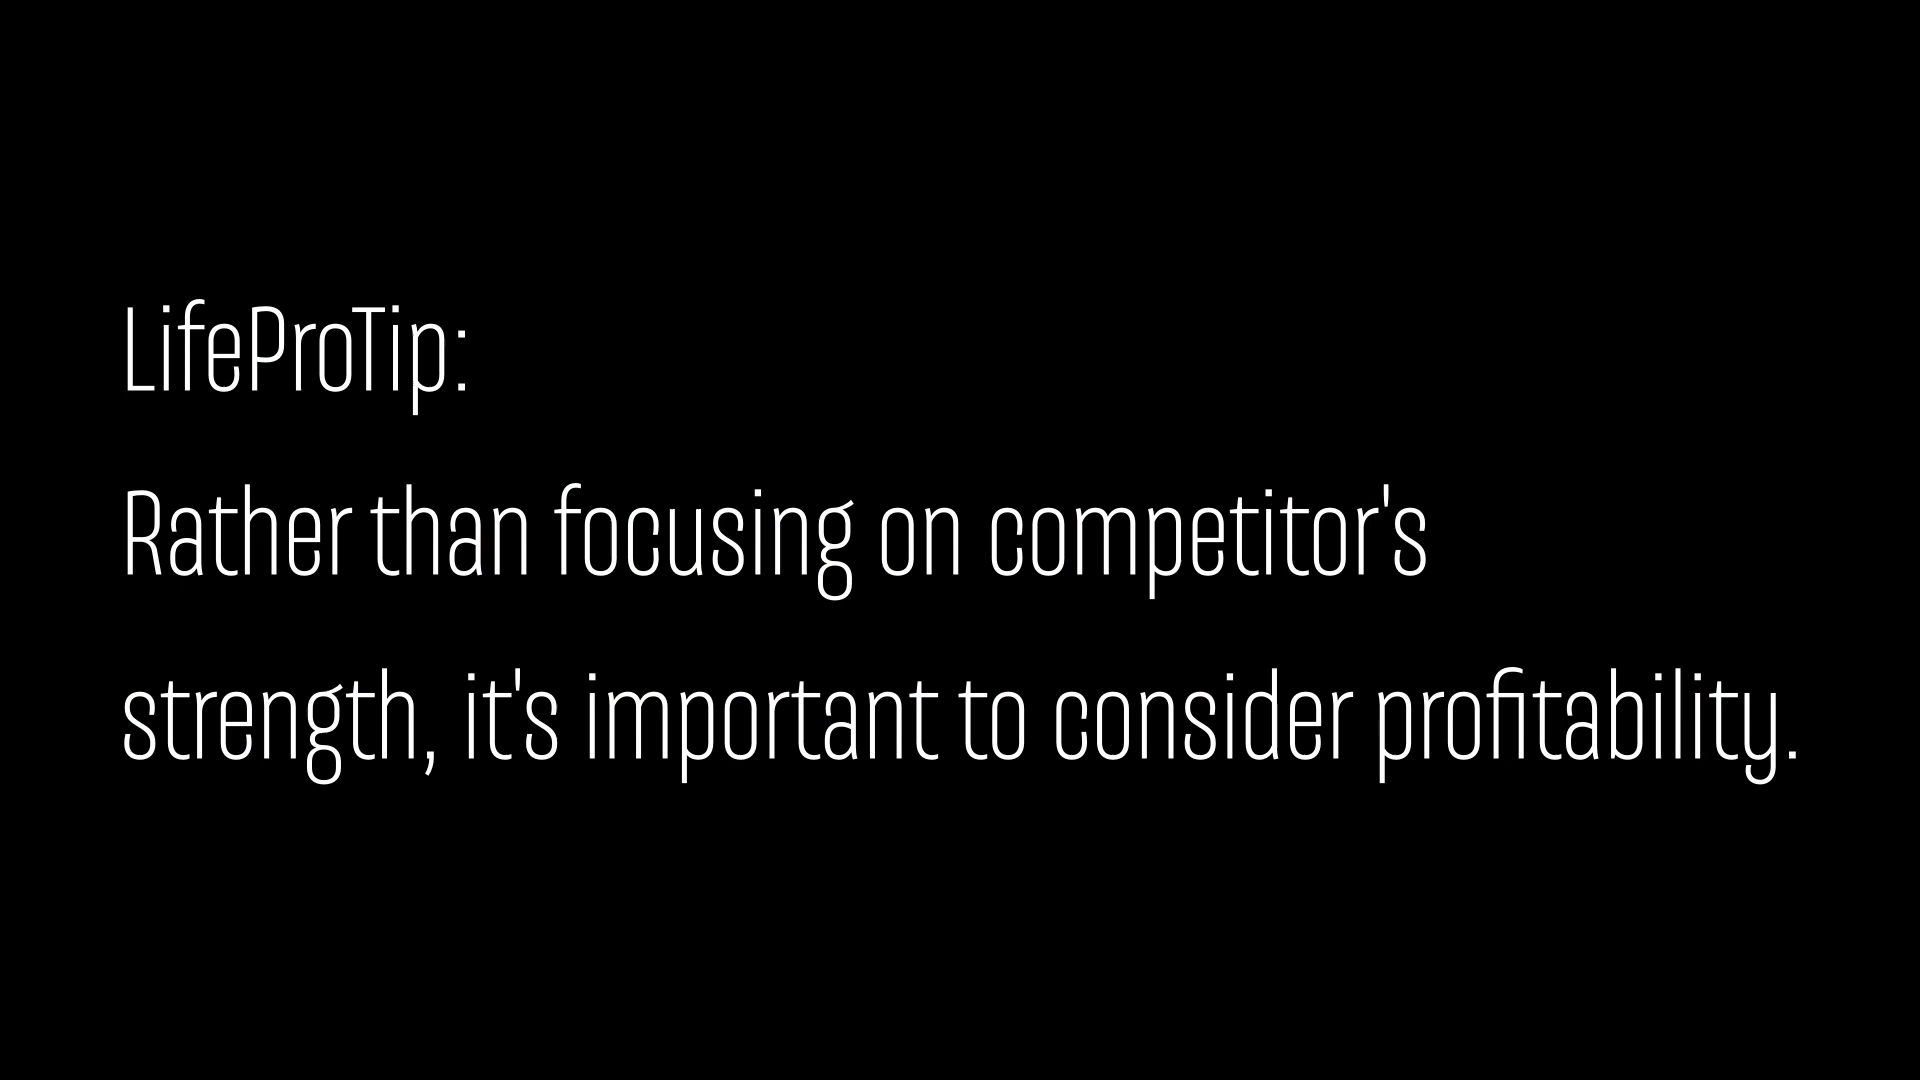 LifeProTip:
Rather than focusing on competitor's
strength, it's important to consider profitability.